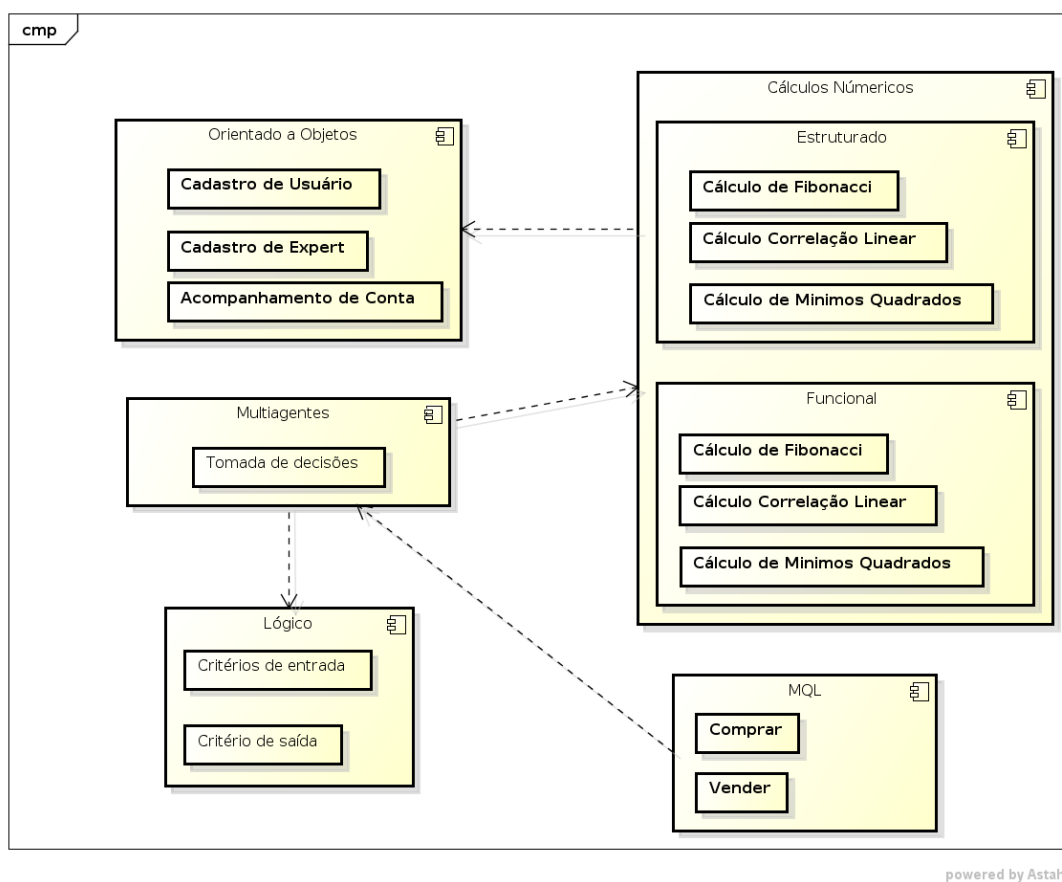 cmp
Orientado a Objetos
Cadastro de Usuário
Cadastro de Expert
Acompanhamento de Conta
Cálculos Númericos
Estruturado
Cálculo de Fibonacci
Cálculo Correlação Linear
Cálculo de Minimos Quadrados
Multiagentes
Tomada de decisões
Funcional
Cálculo de Fibonacci
Cálculo Correlação Linear
Cálculo de Minimos Quadrados
Lógico
Critérios de entrada
Critério de saída
MQL
Comprar
Vender
powered by Astah